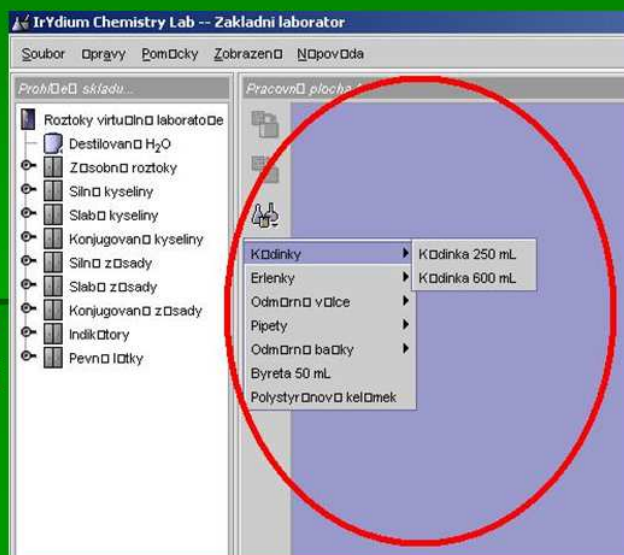 IrYdium Chemistry Lab -- Zakladni laborator
Soubor □pravy Pom□cky Zobrazen□ N□pov□da
Prohl□e□ skladu...
Roztoky virtu□ln□ laborato□e
Destilovan□ H₂O
Z□sobn□ roztoky
Siln□ kyseliny
Slab□ kyseliny
Konjugovan□ kyseliny
Siln□ z□sady
Slab□ z□sady
Konjugovan□ z□sady
Indik□tory
Pevn□ l□tky
Pracovn□ plocha
K□dinky
Erlenky
Odm□rn□ v□lce
Pipety
Odm□rn□ ba□ky
Byreta 50 mL
Polystyr□nov□ kel□mek
K□dinka 250 mL
K□dinka 600 mL